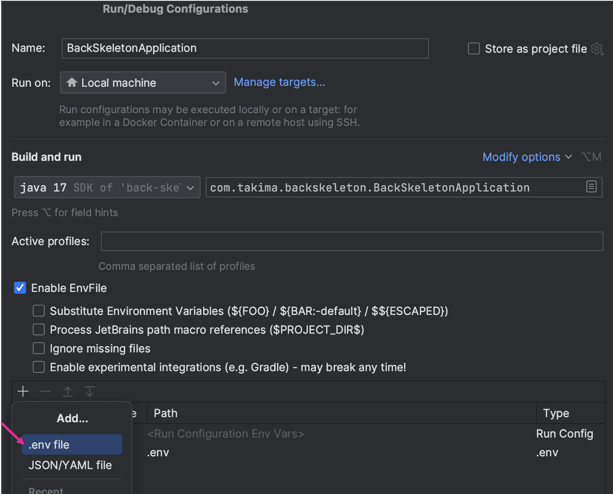 Run/Debug Configurations
Name: BackSkeletonApplication Store as project file
Run on: Local machine Manage targets...
Run configurations may be executed locally or on a target: for
example in a Docker Container or on a remote host using SSH.
Build and run Modify options ⌥M
java 17 SDK of 'back-ske com.takima.backskeleton.BackSkeletonApplication
Press ⌥ for field hints
Active profiles:
Comma separated list of profiles
Enable EnvFile
Substitute Environment Variables (${FOO} / ${BAR:-default} / $${ESCAPED})
Process JetBrains path macro references ($PROJECT_DIR$)
Ignore missing files
Enable experimental integrations (e.g. Gradle) - may break any time!
Add... e Path Type
<Run Configuration Env Vars> Run Config
.env file .env .env
JSON/YAML file
Recent